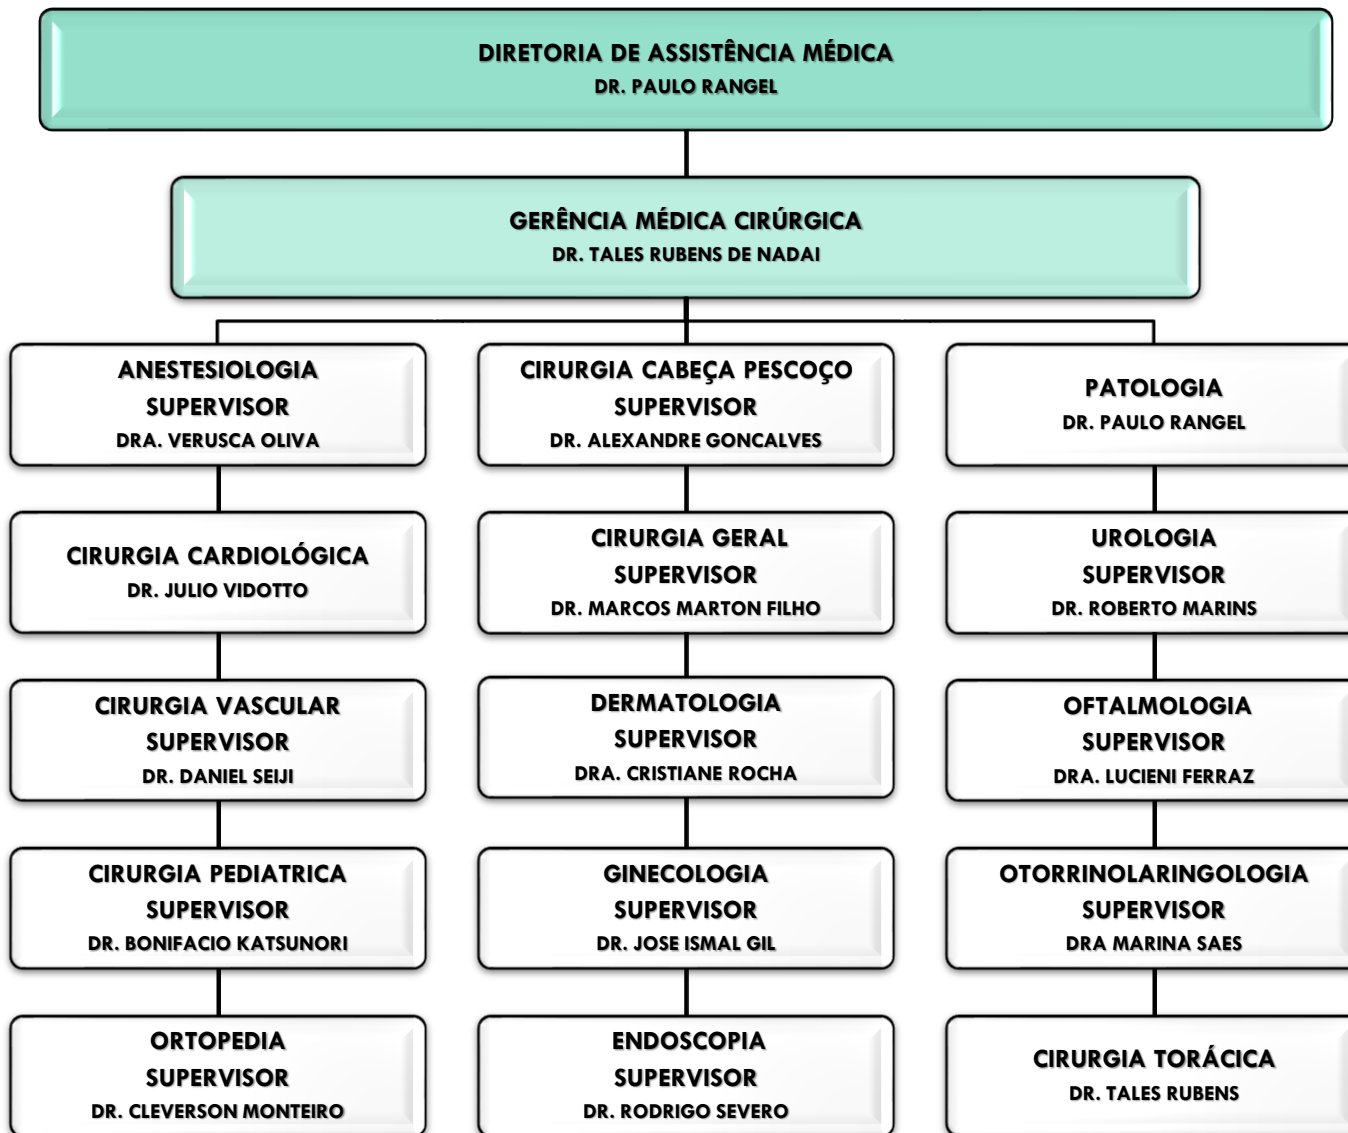 DIRETORIA DE ASSISTÊNCIA MÉDICA
DR. PAULO RANGEL
GERÊNCIA MÉDICA CIRÚRGICA
DR. TALES RUBENS DE NADAI
ANESTESIOLOGIA
SUPERVISOR
DRA. VERUSCA OLIVA
CIRURGIA CABEÇA PESCOÇO
SUPERVISOR
DR. ALEXANDRE GONCALVES
PATOLOGIA
DR. PAULO RANGEL
CIRURGIA CARDIOLÓGICA
DR. JULIO VIDOTTO
CIRURGIA GERAL
SUPERVISOR
DR. MARCOS MARTON FILHO
UROLOGIA
SUPERVISOR
DR. ROBERTO MARINS
CIRURGIA VASCULAR
SUPERVISOR
DR. DANIEL SEIJI
DERMATOLOGIA
SUPERVISOR
DRA. CRISTIANE ROCHA
OFTALMOLOGIA
SUPERVISOR
DRA. LUCIENI FERRAZ
CIRURGIA PEDIATRICA
SUPERVISOR
DR. BONIFACIO KATSUNORI
GINECOLOGIA
SUPERVISOR
DR. JOSE ISMAL GIL
OTORRINOLARINGOLOGIA
SUPERVISOR
DRA MARINA SAES
ORTOPEDIA
SUPERVISOR
DR. CLEVERSON MONTEIRO
ENDOSCOPIA
SUPERVISOR
DR. RODRIGO SEVERO
CIRURGIA TORÁCICA
DR. TALES RUBENS